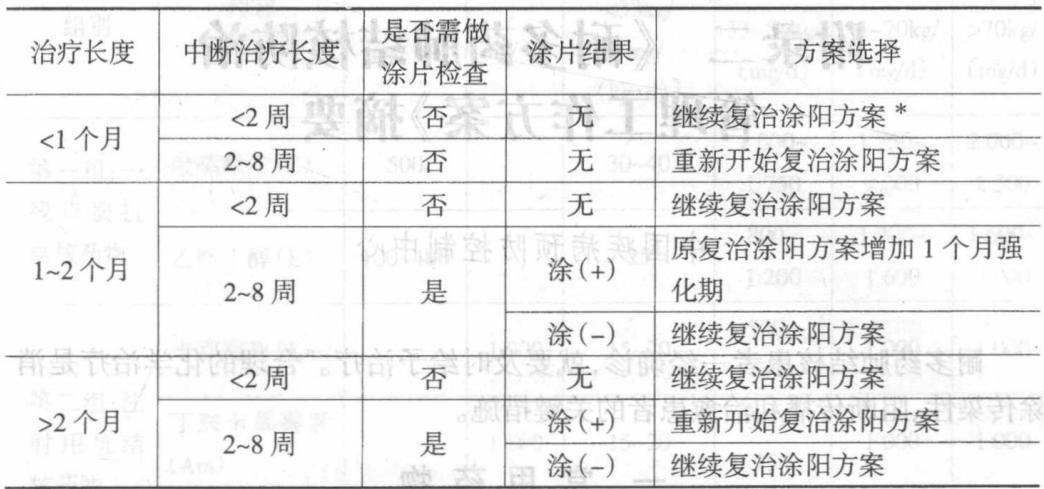 治疗长度 中断治疗长度 是否需做涂片检查 涂片结果 方案选择
<1个月 <2周 否 无 继续复治涂阳方案*
2~8周 否 无 重新开始复治涂阳方案
1~2个月 <2周 否 无 继续复治涂阳方案
2~8周 是 涂(+) 原复治涂阳方案增加1个月强
化期
涂(-) 继续复治涂阳方案
>2个月 <2周 否 无 继续复治涂阳方案
2~8周 是 涂(+) 重新开始复治涂阳方案
涂(-) 继续复治涂阳方案